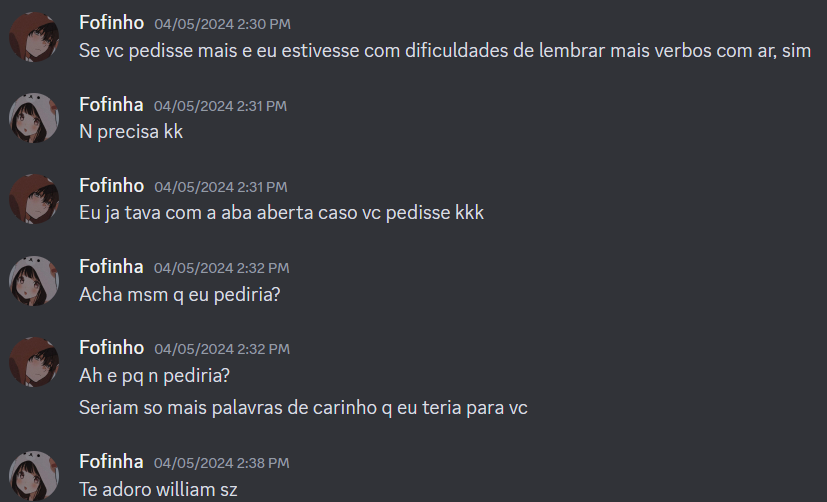 Fofinho 04/05/2024 2:30 PM
Se vc pedisse mais e eu estivesse com dificuldades de lembrar mais verbos com ar, sim
Fofinha 04/05/2024 2:31 PM
N precisa kk
Fofinho 04/05/2024 2:31 PM
Eu ja tava com a aba aberta caso vc pedisse kkk
Fofinha 04/05/2024 2:32 PM
Acha msm q eu pediria?
Fofinho 04/05/2024 2:32 PM
Ah e pq n pediria?
Seriam so mais palavras de carinho q eu teria para vc
Fofinha 04/05/2024 2:38 PM
Te adoro william sz